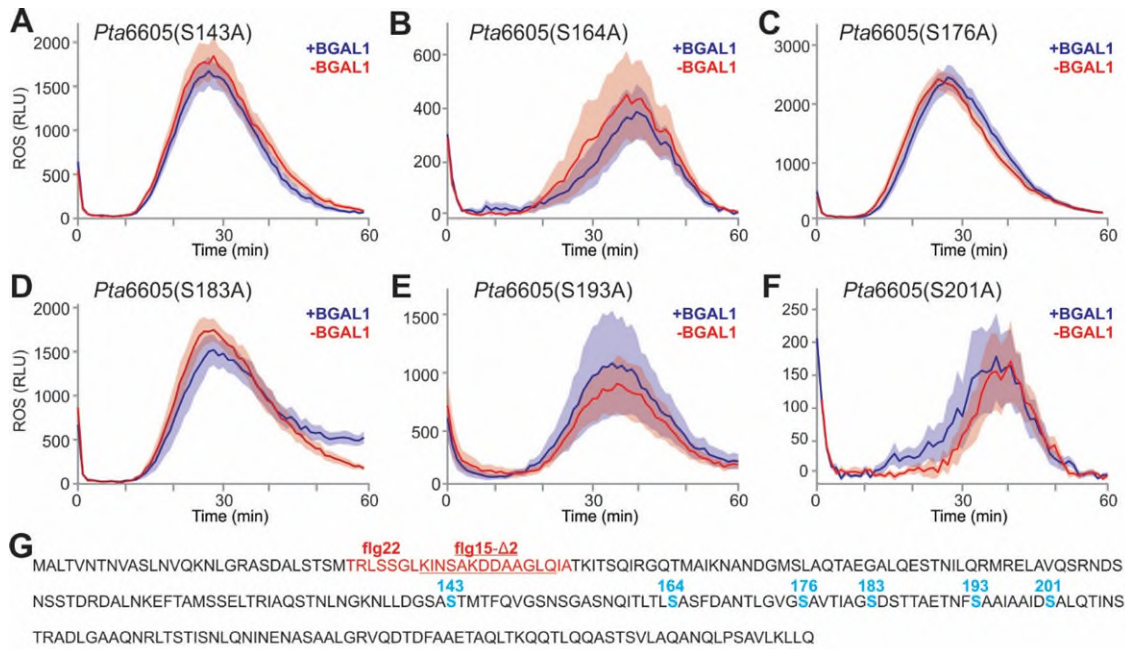 A
Pta6605(S143A)
+BGAL1
-BGAL1
ROS (RLU)
2000
1500
1000
500
0
0
30
60
Time (min)
B
Pta6605(S164A)
+BGAL1
-BGAL1
600
400
200
0
0
30
60
Time (min)
C
Pta6605(S176A)
+BGAL1
-BGAL1
3000
2000
1000
0
0
30
60
Time (min)
D
Pta6605(S183A)
+BGAL1
-BGAL1
ROS (RLU)
2000
1500
1000
500
0
0
30
60
Time (min)
E
Pta6605(S193A)
+BGAL1
-BGAL1
1500
1000
500
0
0
30
60
Time (min)
F
Pta6605(S201A)
+BGAL1
-BGAL1
250
200
150
100
50
0
0
30
60
Time (min)
G
flg22 flg15-Δ2
MALTVNTNVASLNVQKNLGRASDALSTSMTRLSSGLKINSAKDDAAGLQIATKITSQIRGQTMAIKNANDGMSLAQTAEGALQESTNILQRMRELAVQSRNDS
143 164 176 183 193 201
NSSTDRDALNKEFTAMSSELTRIAQSTNLNGKNLLDGSASTMTFQVGSNSGASNQITLTLSASFDANTLGVGSAVTIAGSDSTTAETNFSAAIAAIDSALQTINS
TRADLGAAQNRLTSTISNLQNINENASAALGRVQDTDFAAETAQLTKQQTLQQASTSVLAQANQLPSAVLKLLQ